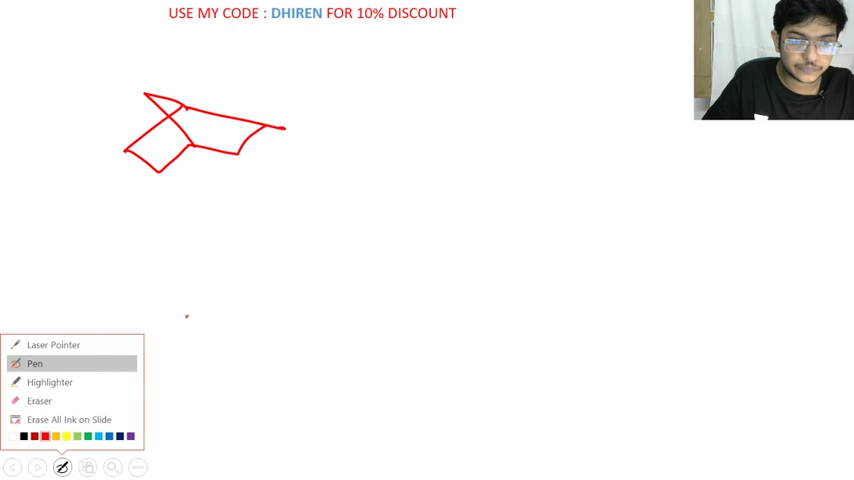 USE MY CODE : DHIREN FOR 10% DISCOUNT
Laser Pointer
Pen
Highlighter
Eraser
Erase All Ink on Slide